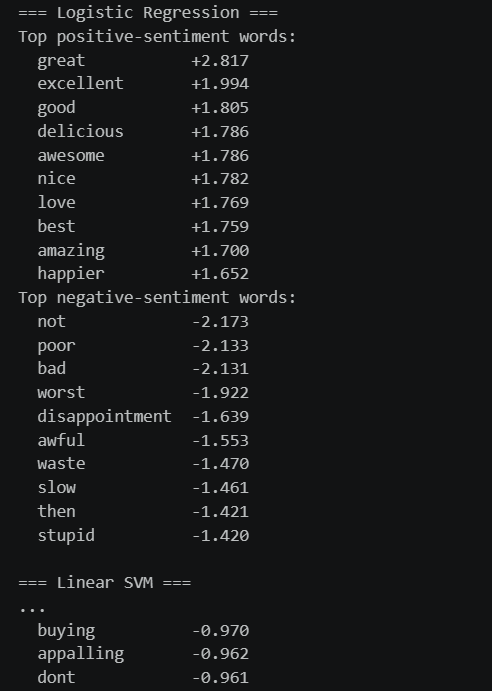 === Logistic Regression ===
Top positive-sentiment words:
great +2.817
excellent +1.994
good +1.805
delicious +1.786
awesome +1.786
nice +1.782
love +1.769
best +1.759
amazing +1.700
happier +1.652
Top negative-sentiment words:
not -2.173
poor -2.133
bad -2.131
worst -1.922
disappointment -1.639
awful -1.553
waste -1.470
slow -1.461
then -1.421
stupid -1.420
=== Linear SVM ===
...
buying -0.970
appalling -0.962
dont -0.961